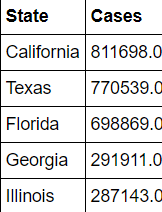 State Cases
California 811698.0
Texas 770539.0
Florida 698869.0
Georgia 291911.0
Illinois 287143.0